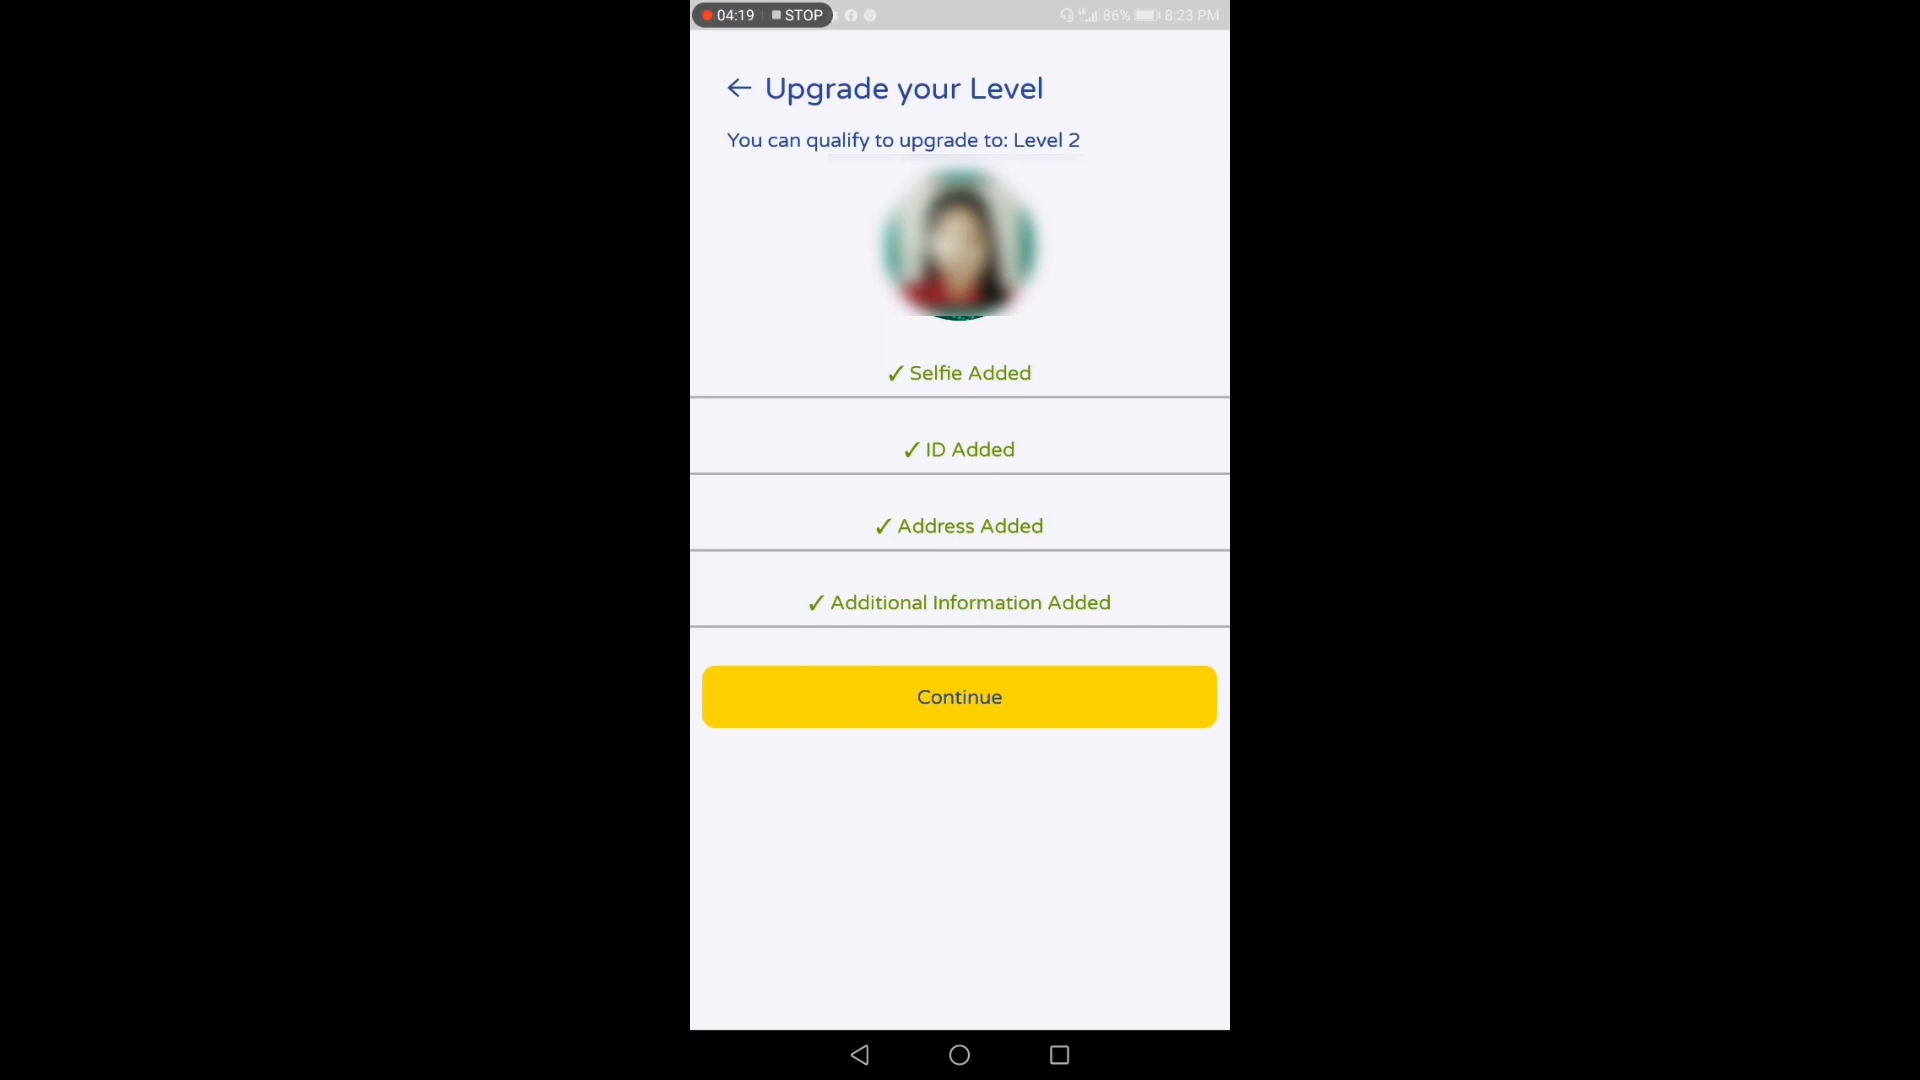 04:19 STOP 86% 8:23 PM
Upgrade your Level
You can qualify to upgrade to: Level 2
✓ Selfie Added
✓ ID Added
✓ Address Added
✓ Additional Information Added
Continue